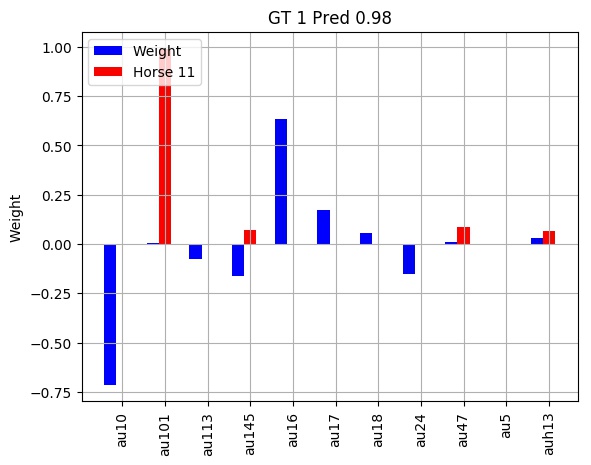 GT 1 Pred 0.98
Weight
Horse 11
1.00
0.75
0.50
0.25
0.00
−0.25
−0.50
−0.75
Weight
au10
au101
au113
au145
au16
au17
au18
au24
au47
au5
auh13